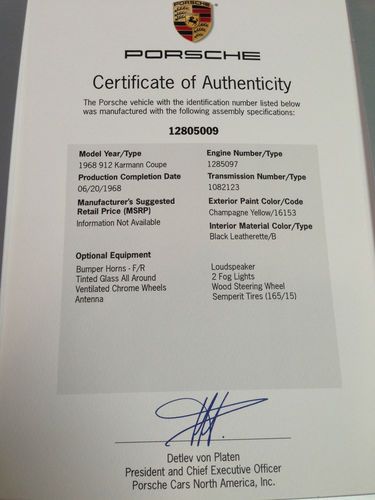 PORSCHE
PORSCHE
Certificate of Authenticity
The Porsche vehicle with the identification number listed below
was manufactured with the following assembly specifications:
12805009
Model Year/Type
1968 912 Karmann Coupe
Production Completion Date
06/20/1968
Manufacturer's Suggested
Retail Price (MSRP)
Information Not Available
Engine Number/Type
1285097
Transmission Number/Type
1082123
Exterior Paint Color/Code
Champagne Yellow/16153
Interior Material Color/Type
Black Leatherette/B
Optional Equipment
Bumper Horns - F/R
Tinted Glass All Around
Ventilated Chrome Wheels
Antenna
Loudspeaker
2 Fog Lights
Wood Steering Wheel
Semperit Tires (165/15)
Detlev von Platen
President and Chief Executive Officer
Porsche Cars North America, Inc.